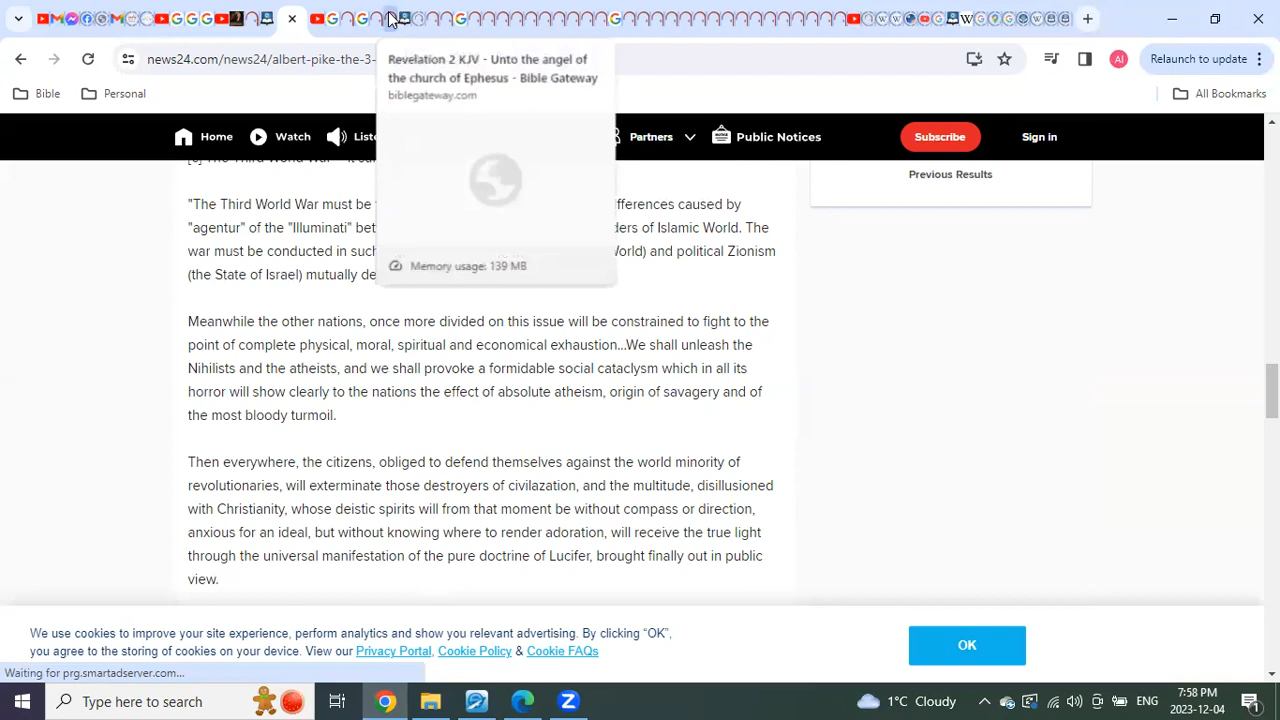 AI
Relaunch to update
news24.com/news24/albert-pike-the-3-
Revelation 2 KJV - Unto the angel of
the church of Ephesus - Bible Gateway
biblegateway.com
Memory usage: 139 MB
Bible
Personal
All Bookmarks
Home
Watch
Liste
Partners
Public Notices
Subscribe
Sign in
Previous Results
"The Third World War must be
ifferences caused by
"agentur" of the "Illuminati" bet
ders of Islamic World. The
war must be conducted in such
World) and political Zionism
(the State of Israel) mutually de
Meanwhile the other nations, once more divided on this issue will be constrained to fight to the
point of complete physical, moral, spiritual and economical exhaustion...We shall unleash the
Nihilists and the atheists, and we shall provoke a formidable social cataclysm which in all its
horror will show clearly to the nations the effect of absolute atheism, origin of savagery and of
the most bloody turmoil.
Then everywhere, the citizens, obliged to defend themselves against the world minority of
revolutionaries, will exterminate those destroyers of civilazation, and the multitude, disillusioned
with Christianity, whose deistic spirits will from that moment be without compass or direction,
anxious for an ideal, but without knowing where to render adoration, will receive the true light
through the universal manifestation of the pure doctrine of Lucifer, brought finally out in public
view.
We use cookies to improve your site experience, perform analytics and show you relevant advertising. By clicking “OK”,
you agree to the storing of cookies on your device. View our Privacy Portal, Cookie Policy & Cookie FAQs
OK
Waiting for prg.smartadserver.com...
Type here to search
1°C Cloudy
ENG
7:58 PM
2023-12-04
1